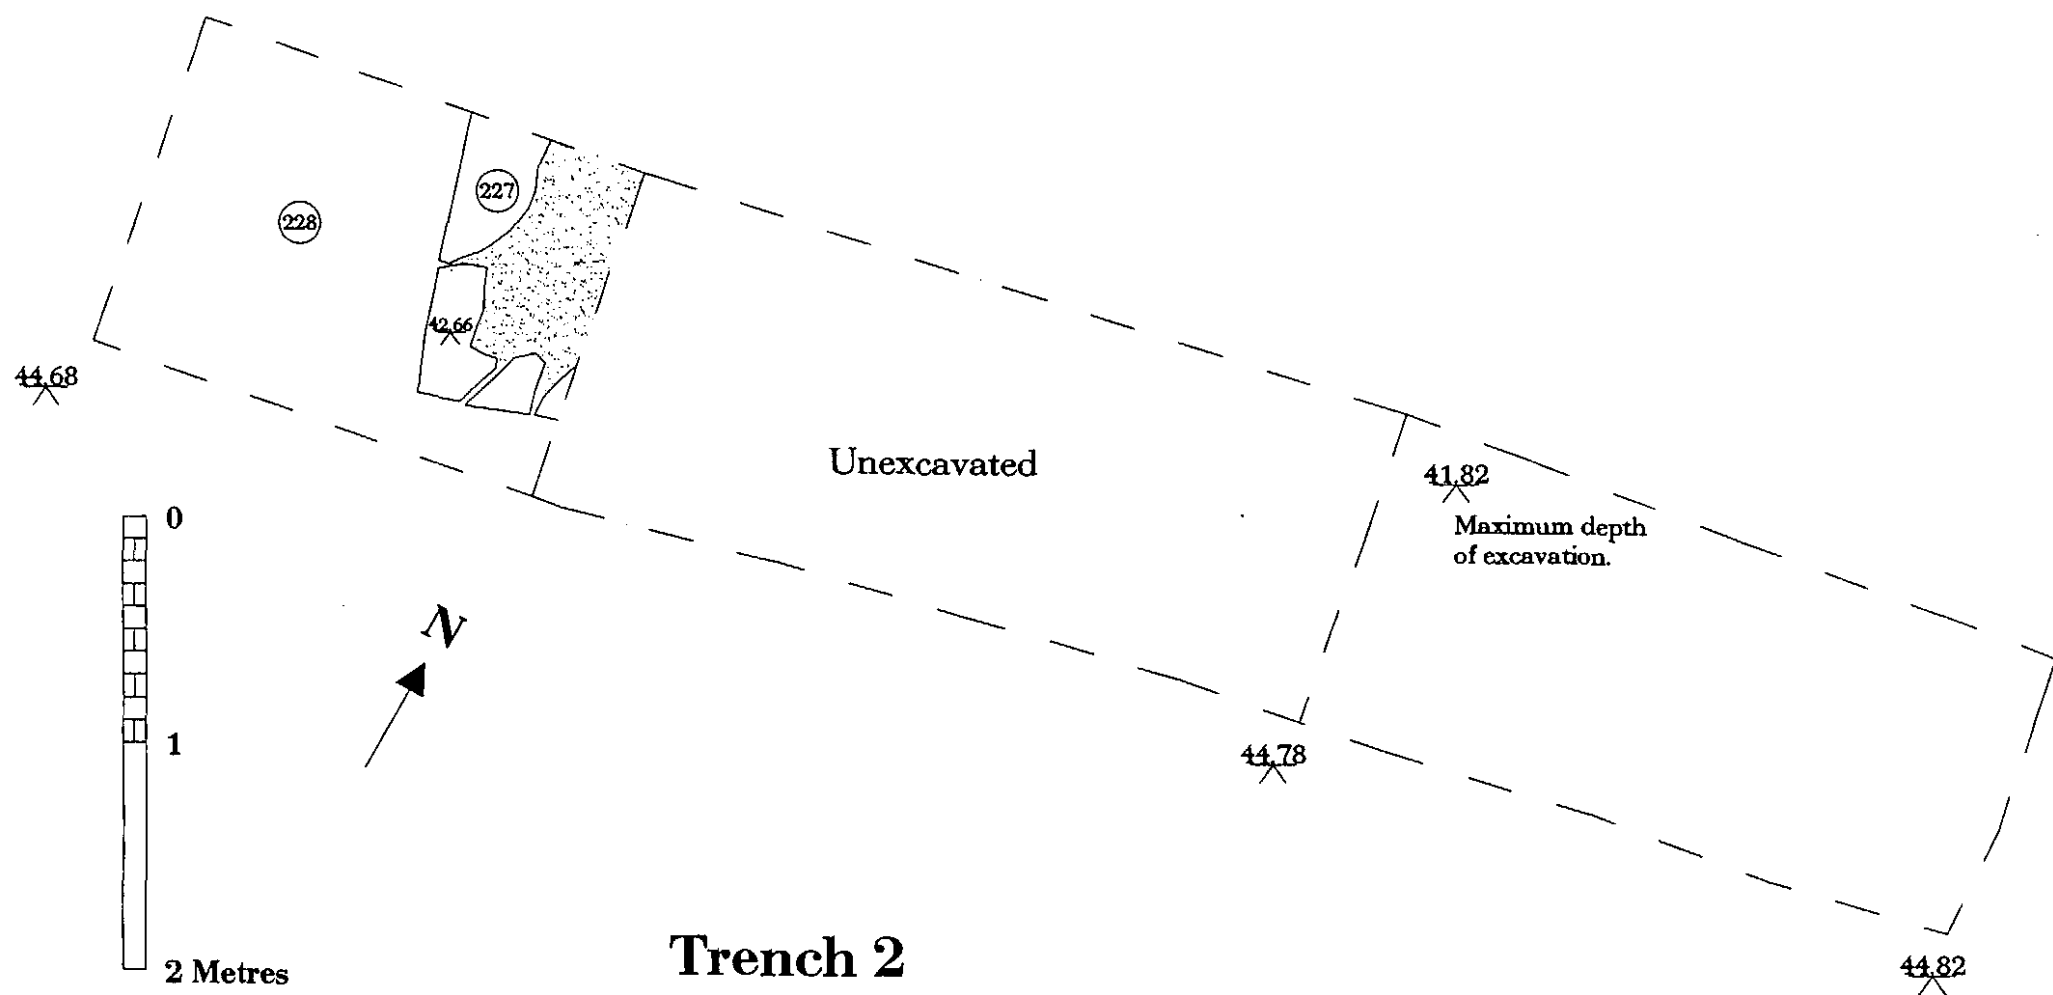 227
228
42.66
44.68
Unexcavated
41.82
Maximum depth
of excavation.
0
N
1
44.78
Trench 2
2 Metres
44.82